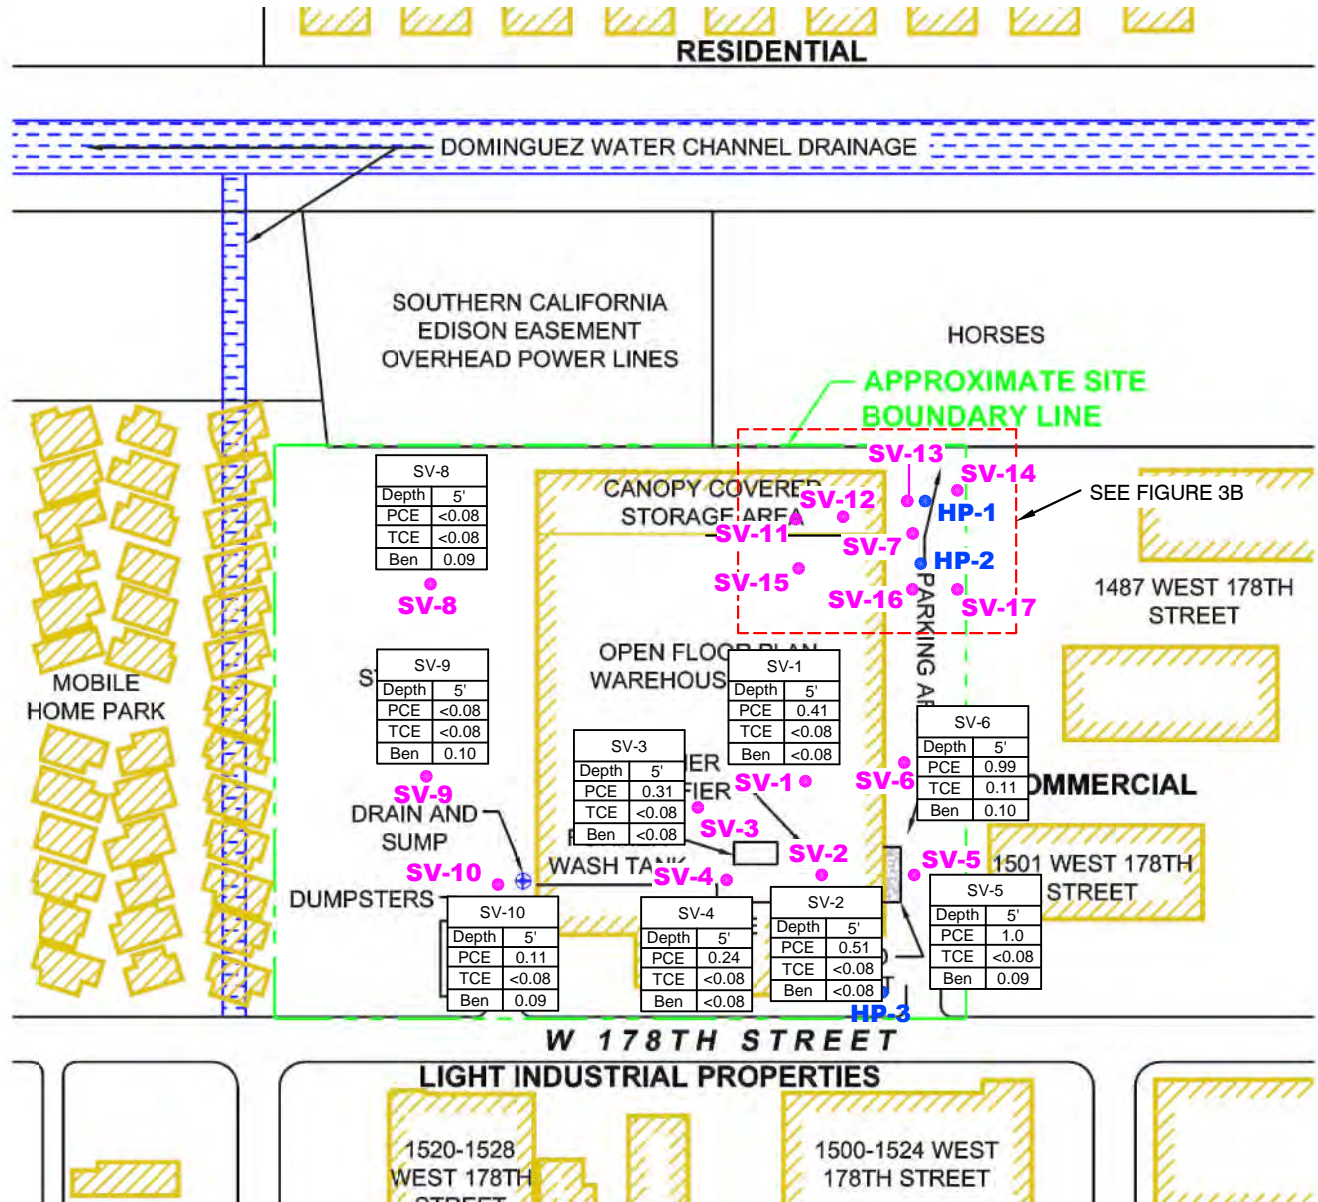 RESIDENTIAL
DOMINGUEZ WATER CHANNEL DRAINAGE
SOUTHERN CALIFORNIA
EDISON EASEMENT
OVERHEAD POWER LINES
HORSES
APPROXIMATE SITE
BOUNDARY LINE
SV-13
SV-14
SEE FIGURE 3B
CANOPY COVERED
STORAGE AREA
SV-12
SV-11
HP-1
SV-7
HP-2
SV-15
SV-16
SV-17
PARKING
1487 WEST 178TH
STREET
SV-8
Depth 5'
PCE <0.08
TCE <0.08
Ben 0.09
SV-8
MOBILE
HOME PARK
SV-9
Depth 5'
PCE <0.08
TCE <0.08
Ben 0.10
SV-9
OPEN FLOOR PLAN
WAREHOUS
SV-1
Depth 5'
PCE 0.41
TCE <0.08
Ben <0.08
SV-1
SV-3
Depth 5'
PCE 0.31
TCE <0.08
Ben <0.08
SV-3
SV-6
Depth 5'
PCE 0.99
TCE 0.11
Ben 0.10
SV-6
OMMERCIAL
DRAIN AND
SUMP
WASH TANK
SV-2
SV-10
SV-4
SV-5
1501 WEST 178TH
STREET
DUMPSTERS
SV-10
Depth 5'
PCE 0.11
TCE <0.08
Ben 0.09
SV-4
Depth 5'
PCE 0.24
TCE <0.08
Ben <0.08
SV-2
Depth 5'
PCE 0.51
TCE <0.08
Ben <0.08
SV-5
Depth 5'
PCE 1.0
TCE <0.08
Ben 0.09
HP-3
W 178TH STREET
LIGHT INDUSTRIAL PROPERTIES
1520-1528
WEST 178TH
STREET
1500-1524 WEST
178TH STREET